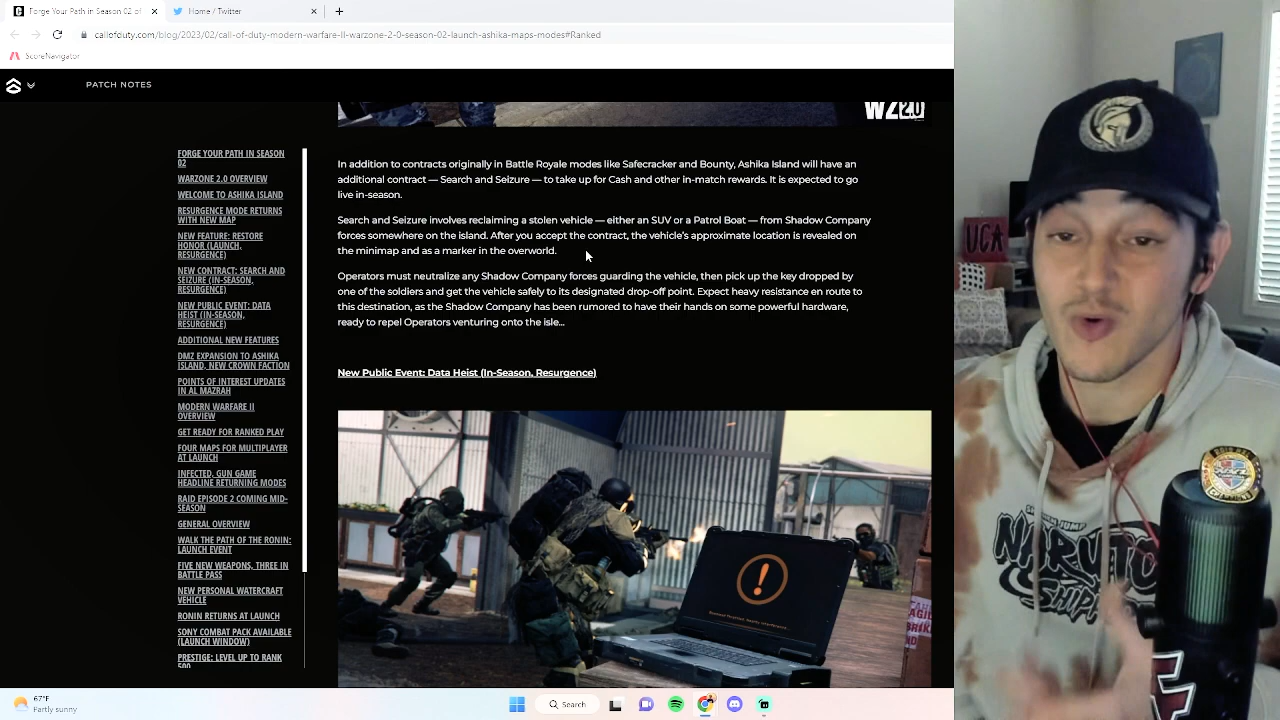 Forge Your Path in Season 02 of
Home / Twitter
callofduty.com/blog/2023/02/call-of-duty-modern-warfare-II-warzone-2-0-season-02-launch-ashika-maps-modes#Ranked
ScoreNavigator
PATCH NOTES
WZ2.0
FORGE YOUR PATH IN SEASON
02
WARZONE 2.0 OVERVIEW
WELCOME TO ASHIKA ISLAND
RESURGENCE MODE RETURNS
WITH NEW MAP
NEW FEATURE: RESTORE
HONOR (LAUNCH,
RESURGENCE)
NEW CONTRACT: SEARCH AND
SEIZURE (IN-SEASON,
RESURGENCE)
NEW PUBLIC EVENT: DATA
HEIST (IN-SEASON,
RESURGENCE)
ADDITIONAL NEW FEATURES
DMZ EXPANSION TO ASHIKA
ISLAND, NEW CROWN FACTION
POINTS OF INTEREST UPDATES
IN AL MAZRAH
MODERN WARFARE II
OVERVIEW
GET READY FOR RANKED PLAY
FOUR MAPS FOR MULTIPLAYER
AT LAUNCH
INFECTED, GUN GAME
HEADLINE RETURNING MODES
RAID EPISODE 2 COMING MID-
SEASON
GENERAL OVERVIEW
WALK THE PATH OF THE RONIN:
LAUNCH EVENT
FIVE NEW WEAPONS, THREE IN
BATTLE PASS
NEW PERSONAL WATERCRAFT
VEHICLE
RONIN RETURNS AT LAUNCH
SONY COMBAT PACK AVAILABLE
(LAUNCH WINDOW)
PRESTIGE: LEVEL UP TO RANK
500
In addition to contracts originally in Battle Royale modes like Safecracker and Bounty, Ashika Island will have an
additional contract — Search and Seizure — to take up for Cash and other in-match rewards. It is expected to go
live in-season.
Search and Seizure involves reclaiming a stolen vehicle — either an SUV or a Patrol Boat — from Shadow Company
forces somewhere on the island. After you accept the contract, the vehicle's approximate location is revealed on
the minimap and as a marker in the overworld.
Operators must neutralize any Shadow Company forces guarding the vehicle, then pick up the key dropped by
one of the soldiers and get the vehicle safely to its designated drop-off point. Expect heavy resistance en route to
this destination, as the Shadow Company has been rumored to have their hands on some powerful hardware,
ready to repel Operators venturing onto the isle...
New Public Event: Data Heist (In-Season, Resurgence)
!
UCA
SHONEN JUMP
NARUTO
SHIPPUDEN
CHAMPIONS
67°F
Partly sunny
Search